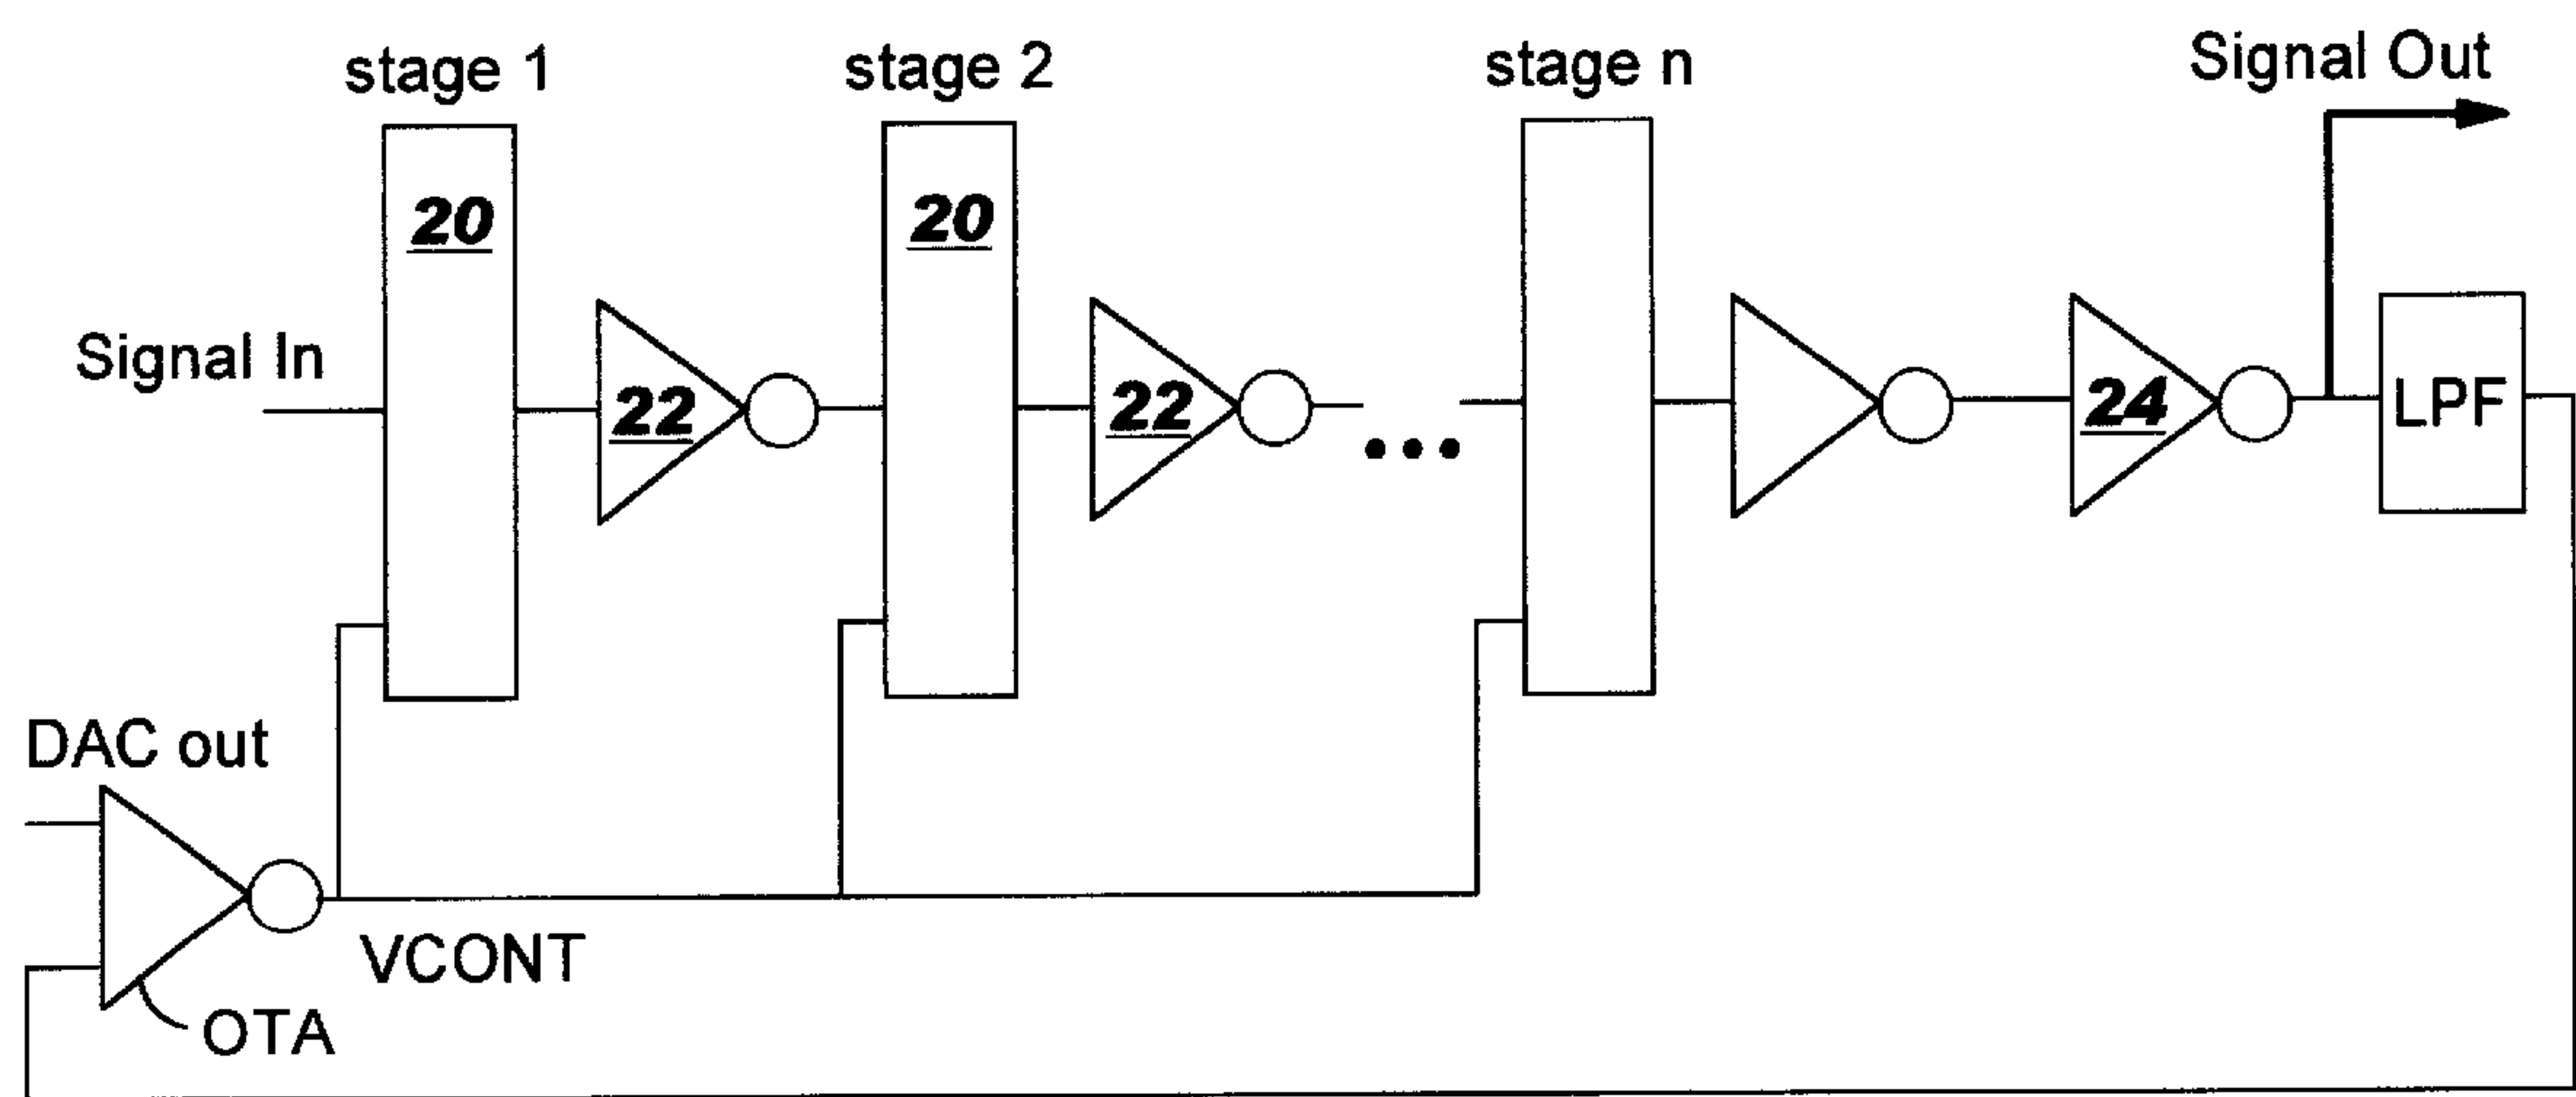 stage 1
stage 2
stage n
Signal Out
20
20
Signal In
22
22
24
LPF
DAC out
VCONT
OTA